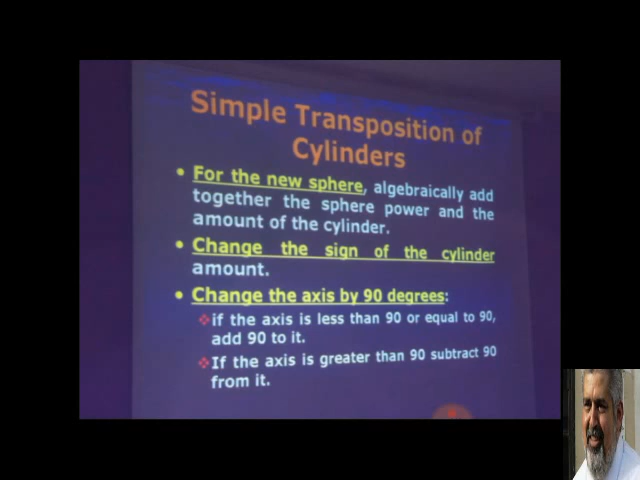 Simple Transposition of
Cylinders
• For the new sphere, algebraically add
together the sphere power and the
amount of the cylinder.
• Change the sign of the cylinder
amount.
• Change the axis by 90 degrees:
if the axis is less than 90 or equal to 90,
add 90 to it.
If the axis is greater than 90 subtract 90
from it.